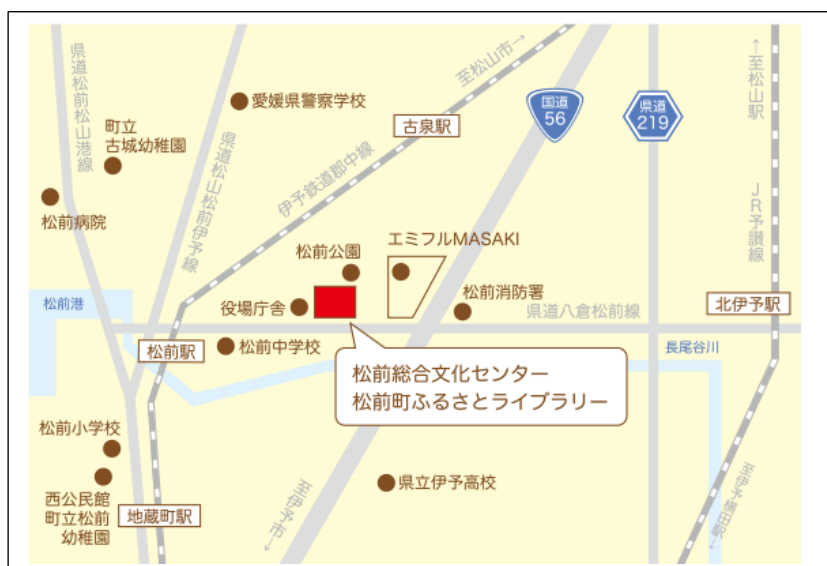 県道松前松山港線
町立
古城幼稚園
松前病院
愛媛県警察学校
県道松山松前伊予線
至松山市→
古泉駅
伊予鉄道郡中線
国道
56
県道
219
←至松山駅
JR予讃線
松前公園
エミフルMASAKI
役場庁舎
松前消防署
県道八倉松前線
北伊予駅
松前港
松前駅
松前中学校
長尾谷川
松前総合文化センター
松前町ふるさとライブラリー
松前小学校
西公民館
町立松前
幼稚園
地蔵町駅
県立伊予高校
至伊予市→
至伊予横田駅→